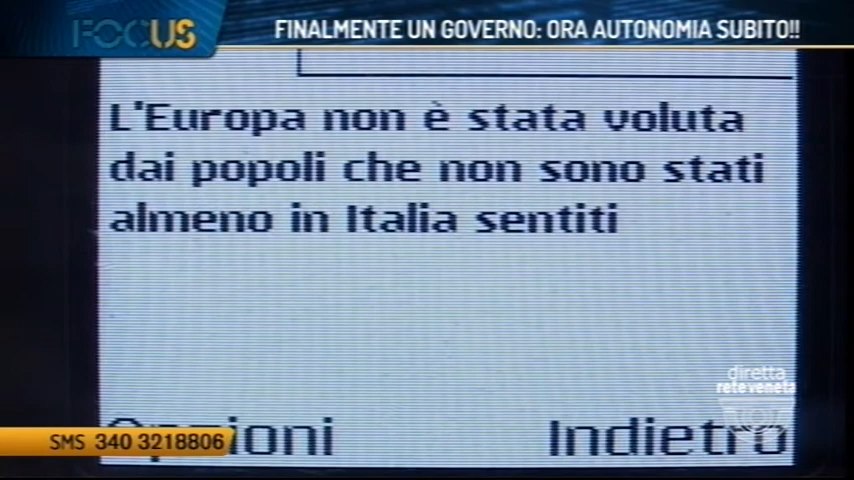 FOCUS
FINALMENTE UN GOVERNO: ORA AUTONOMIA SUBITO!!
L'Europa non è stata voluta
dai popoli che non sono stati
almeno in Italia sentiti
diretta
reteveneta
Opzioni
Indietro
SMS 340 3218806